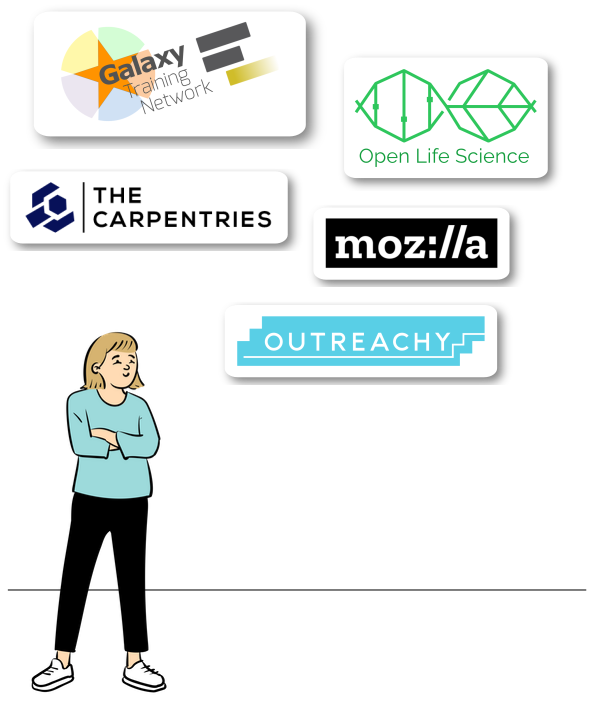 Galaxy
Training
Network
Open Life Science
THE
CARPENTRIES
moz://a
OUTREACHY